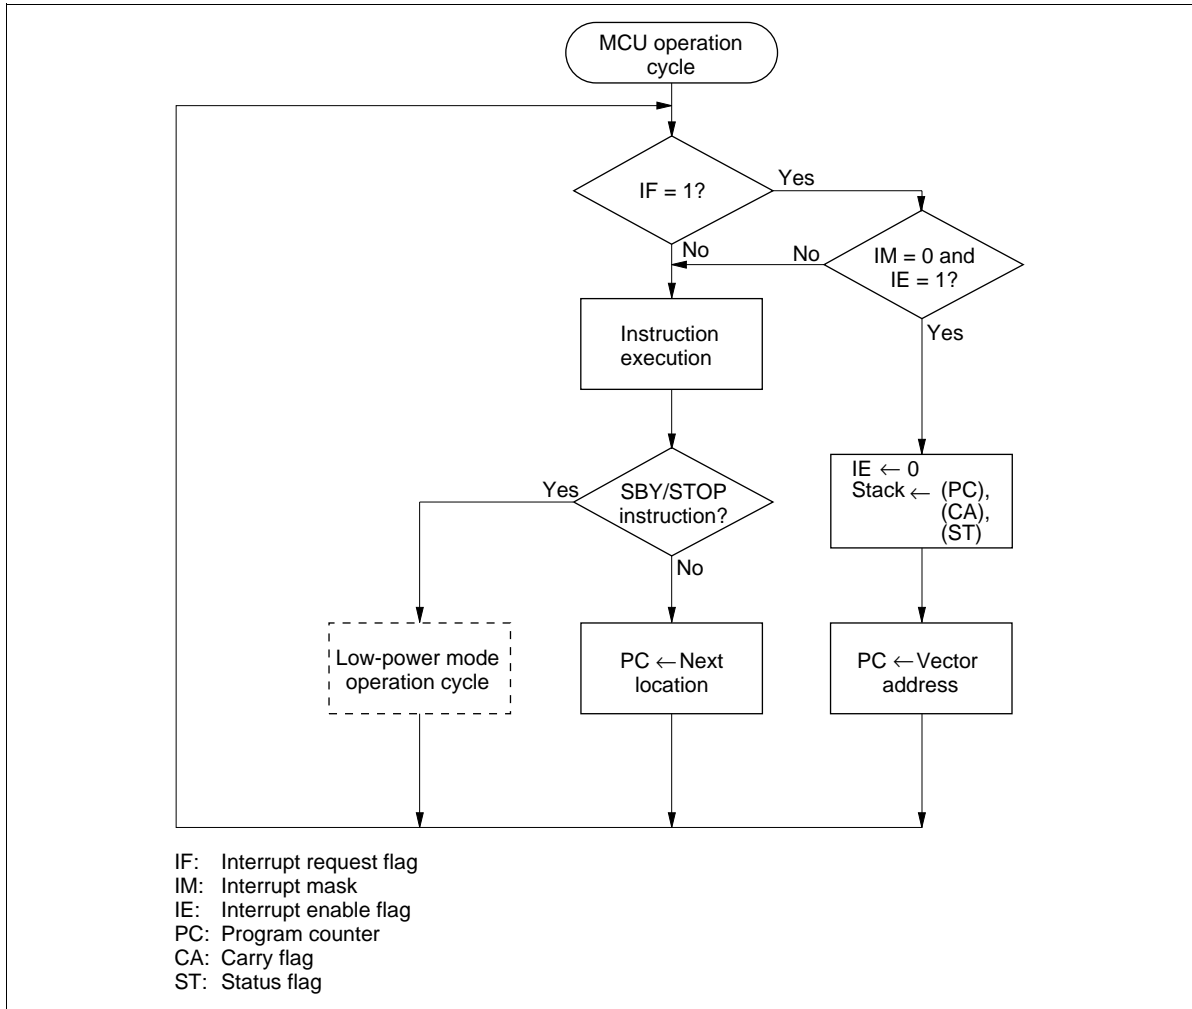 MCU operation
cycle
IF = 1?
Yes
No
IM = 0 and
IE = 1?
No
Yes
Instruction
execution
SBY/STOP
instruction?
Yes
No
IE ← 0
Stack ← (PC),
(CA),
(ST)
Low-power mode
operation cycle
PC ← Next
location
PC ← Vector
address
IF: Interrupt request flag
IM: Interrupt mask
IE: Interrupt enable flag
PC: Program counter
CA: Carry flag
ST: Status flag